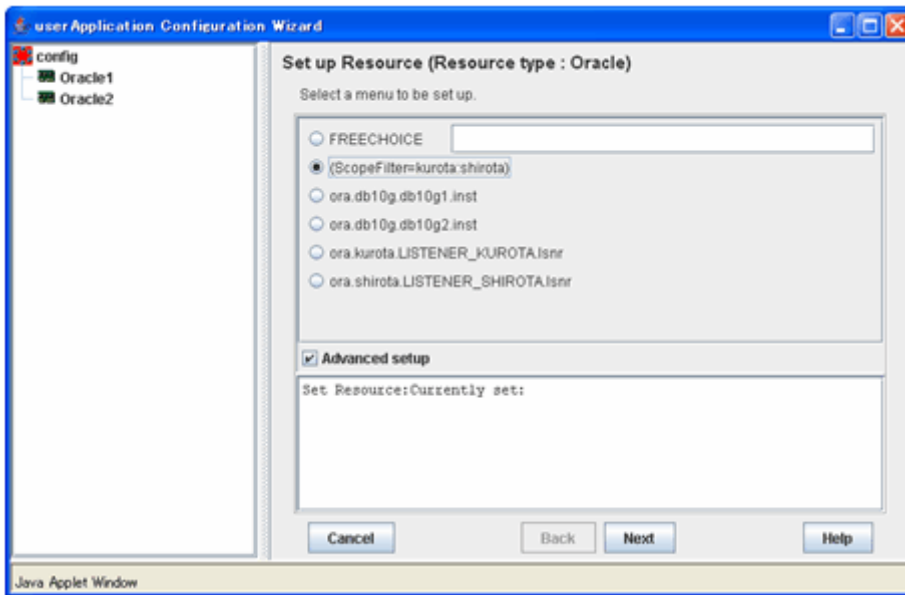 userApplication Configuration Wizard
config
Oracle1
Oracle2
Set up Resource (Resource type : Oracle)
Select a menu to be set up.
FREECHOICE
(ScopeFilter=kurota:shirota)
ora.db10g.db10g1.inst
ora.db10g.db10g2.inst
ora.kurota.LISTENER_KUROTA.lsnr
ora.shirota.LISTENER_SHIROTA.lsnr
Advanced setup
Set Resource:Currently set:
Cancel Back Next Help
Java Applet Window